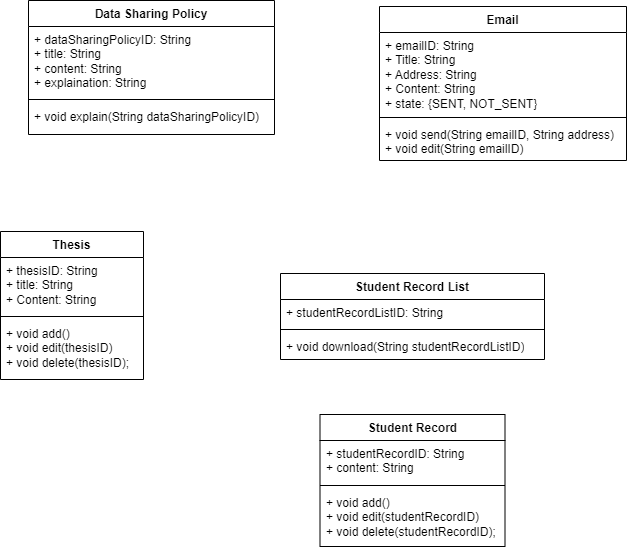 Data Sharing Policy
+ dataSharingPolicyID: String
+ title: String
+ content: String
+ explaination: String
+ void explain(String dataSharingPolicyID)
Email
+ emailID: String
+ Title: String
+ Address: String
+ Content: String
+ state: {SENT, NOT_SENT}
+ void send(String emailID, String address)
+ void edit(String emailID)
Thesis
+ thesisID: String
+ title: String
+ Content: String
+ void add()
+ void edit(thesisID)
+ void delete(thesisID);
Student Record List
+ studentRecordListID: String
+ void download(String studentRecordListID)
Student Record
+ studentRecordID: String
+ content: String
+ void add()
+ void edit(studentRecordID)
+ void delete(studentRecordID);